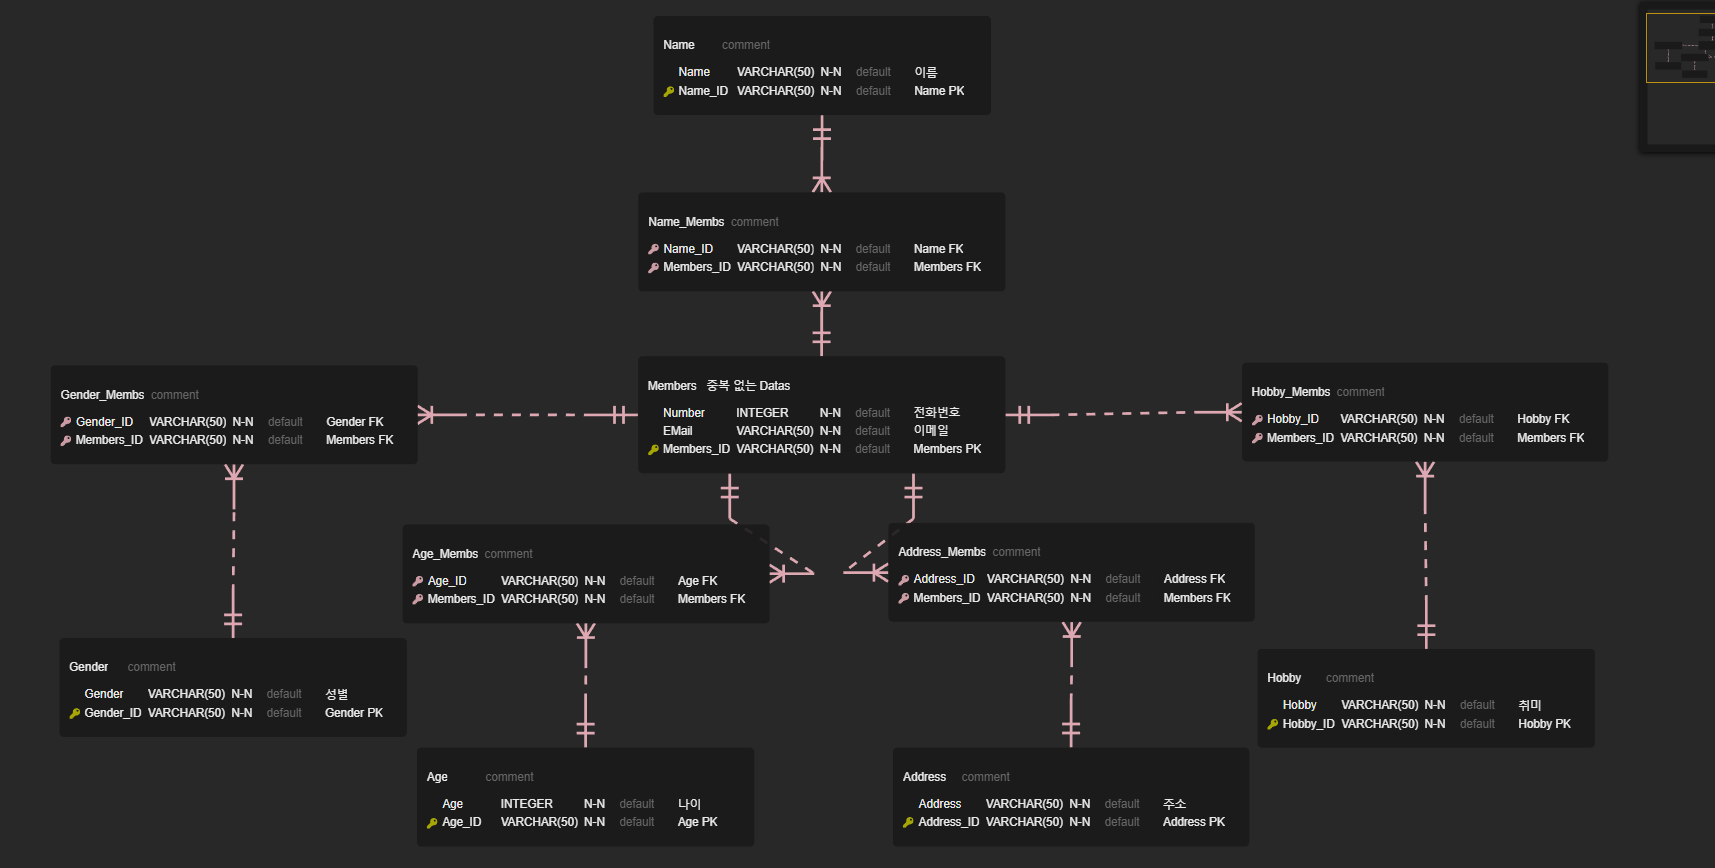 Name comment
Name VARCHAR(50) N-N default 이름
Name_ID VARCHAR(50) N-N default Name PK
Name_Membs comment
Name_ID VARCHAR(50) N-N default Name FK
Members_ID VARCHAR(50) N-N default Members FK
Members 중복 없는 Datas
Number INTEGER N-N default 전화번호
EMail VARCHAR(50) N-N default 이메일
Members_ID VARCHAR(50) N-N default Members PK
Gender_Membs comment
Gender_ID VARCHAR(50) N-N default Gender FK
Members_ID VARCHAR(50) N-N default Members FK
Hobby_Membs comment
Hobby_ID VARCHAR(50) N-N default Hobby FK
Members_ID VARCHAR(50) N-N default Members FK
Age_Membs comment
Age_ID VARCHAR(50) N-N default Age FK
Members_ID VARCHAR(50) N-N default Members FK
Address_Membs comment
Address_ID VARCHAR(50) N-N default Address FK
Members_ID VARCHAR(50) N-N default Members FK
Gender comment
Gender VARCHAR(50) N-N default 성별
Gender_ID VARCHAR(50) N-N default Gender PK
Hobby comment
Hobby VARCHAR(50) N-N default 취미
Hobby_ID VARCHAR(50) N-N default Hobby PK
Age comment
Age INTEGER N-N default 나이
Age_ID VARCHAR(50) N-N default Age PK
Address comment
Address VARCHAR(50) N-N default 주소
Address_ID VARCHAR(50) N-N default Address PK